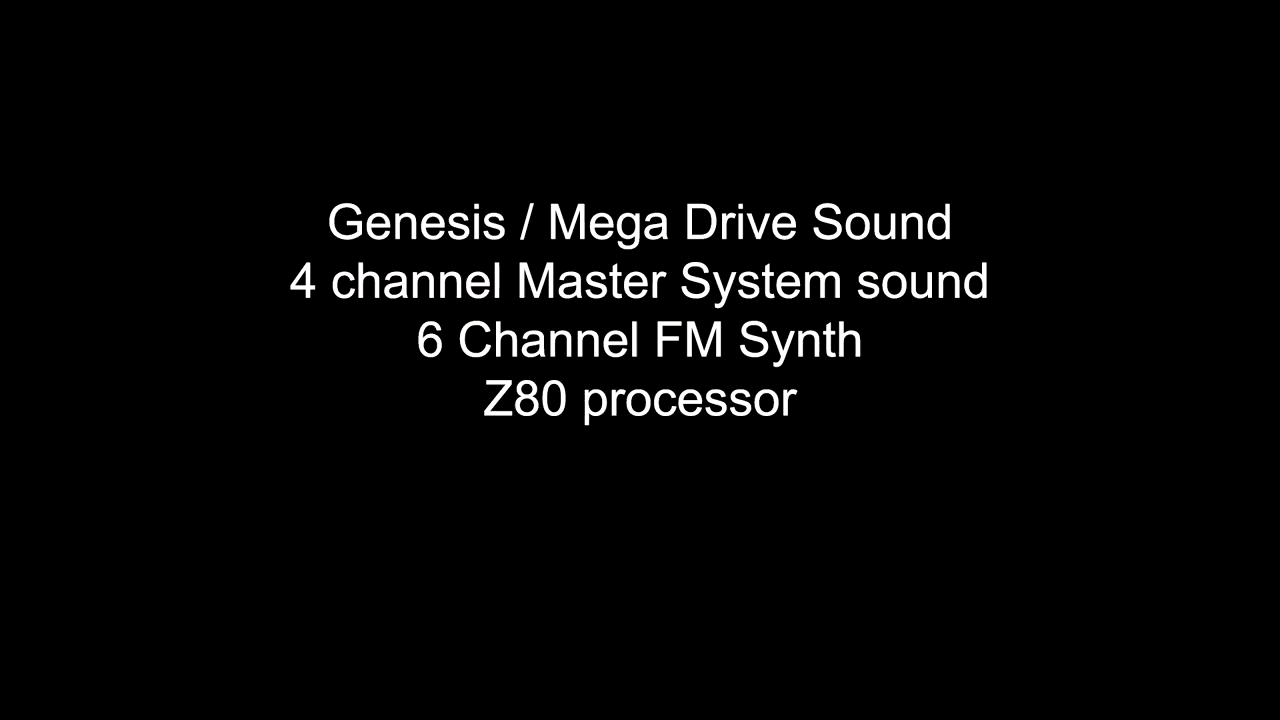 Genesis / Mega Drive Sound
4 channel Master System sound
6 Channel FM Synth
Z80 processor